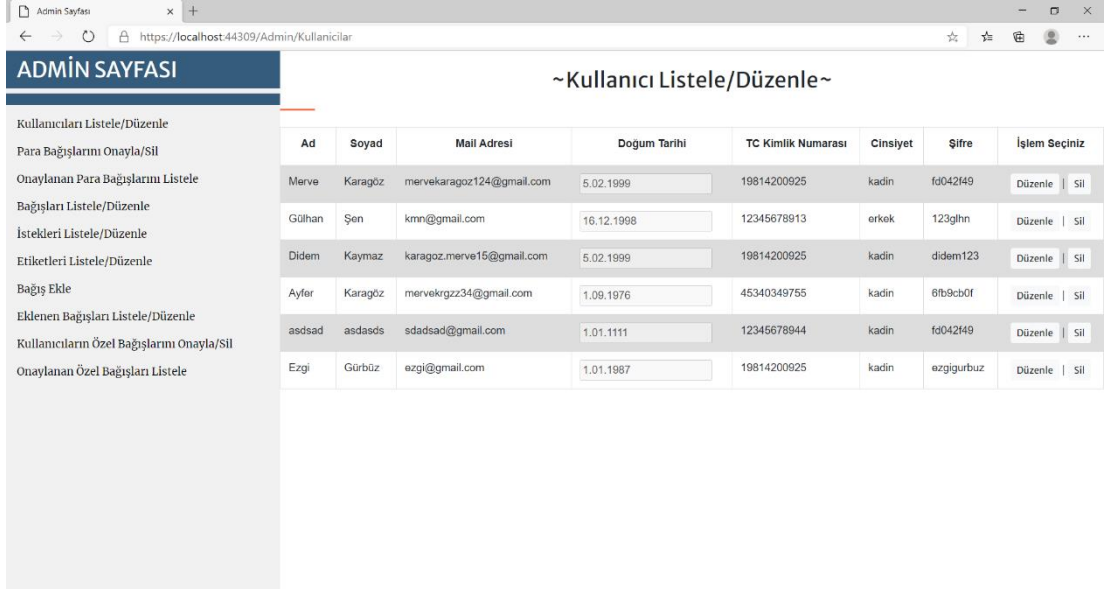 Admin Sayfası
https://localhost:44309/Admin/Kullanicilar
ADMİN SAYFASI
Kullanıcıları Listele/Düzenle
Para Bağışlarını Onayla/Sil
Onaylanan Para Bağışlarını Listele
Bağışları Listele/Düzenle
İstekleri Listele/Düzenle
Etiketleri Listele/Düzenle
Bağış Ekle
Eklenen Bağışları Listele/Düzenle
Kullanıcıların Özel Bağışlarını Onayla/Sil
Onaylanan Özel Bağışları Listele
~Kullanıcı Listele/Düzenle~
Ad Soyad Mail Adresi Doğum Tarihi TC Kimlik Numarası Cinsiyet Şifre İşlem Seçiniz
Merve Karagöz mervekaragoz124@gmail.com 5.02.1999 19814200925 kadin fd042f49 Düzenle | Sil
Gülhan Şen kmn@gmail.com 16.12.1998 12345678913 erkek 123glhn Düzenle | Sil
Didem Kaymaz karagoz.merve15@gmail.com 5.02.1999 19814200925 kadin didem123 Düzenle | Sil
Ayfer Karagöz mervekrgzz34@gmail.com 1.09.1976 45340349755 kadin 6fb9cb0f Düzenle | Sil
asdsad asdasds sdadsad@gmail.com 1.01.1111 12345678944 kadin fd042f49 Düzenle | Sil
Ezgi Gürbüz ezgi@gmail.com 1.01.1987 19814200925 kadin ezgigurbuz Düzenle | Sil